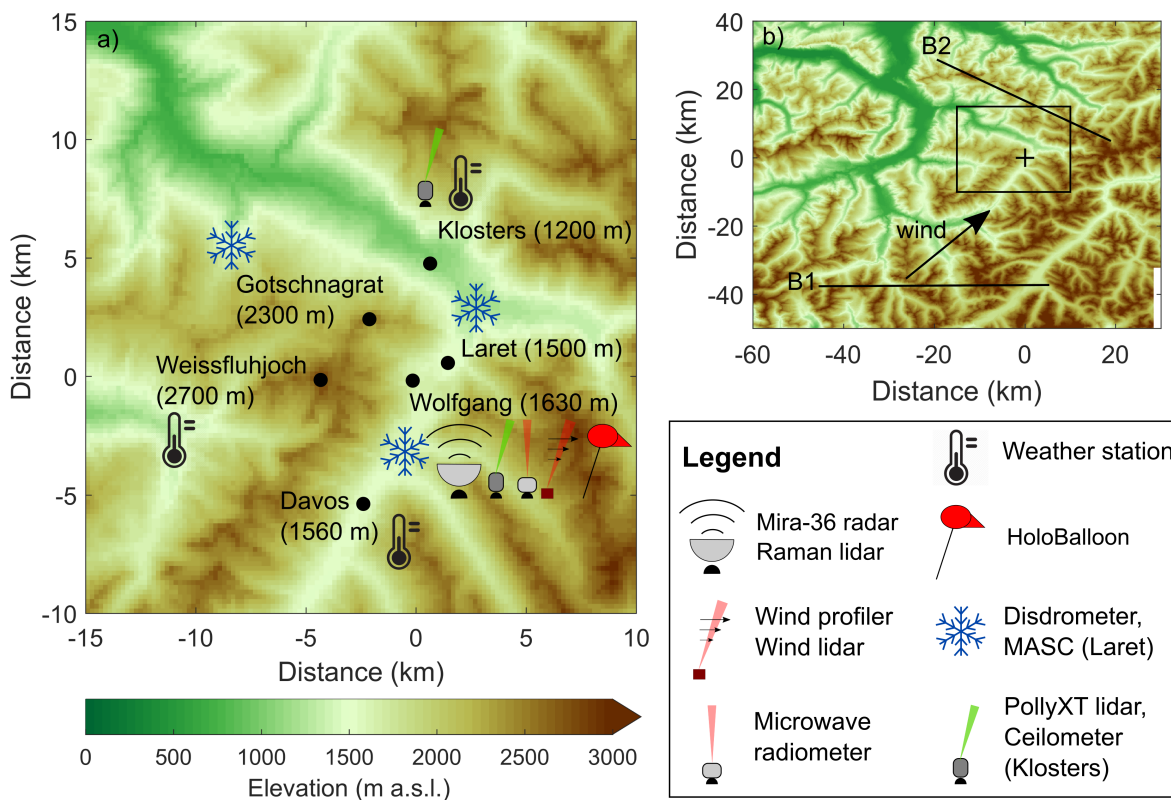 a)
15
10
5
0
-5
-10
Distance (km)
Klosters (1200 m)
Gotschnagrat
(2300 m)
Laret (1500 m)
Weissfluhjoch
(2700 m)
Wolfgang (1630 m)
Davos
(1560 m)
-15
-10
-5
0
5
10
Distance (km)
0
500
1000
1500
2000
2500
3000
Elevation (m a.s.l.)
b)
40
20
0
-20
-40
Distance (km)
B2
wind
B1
-60
-40
-20
0
20
Distance (km)
Legend
Weather station
Mira-36 radar
Raman lidar
HoloBalloon
Wind profiler
Wind lidar
Disdrometer,
MASC (Laret)
Microwave
radiometer
PollyXT lidar,
Ceilometer
(Klosters)